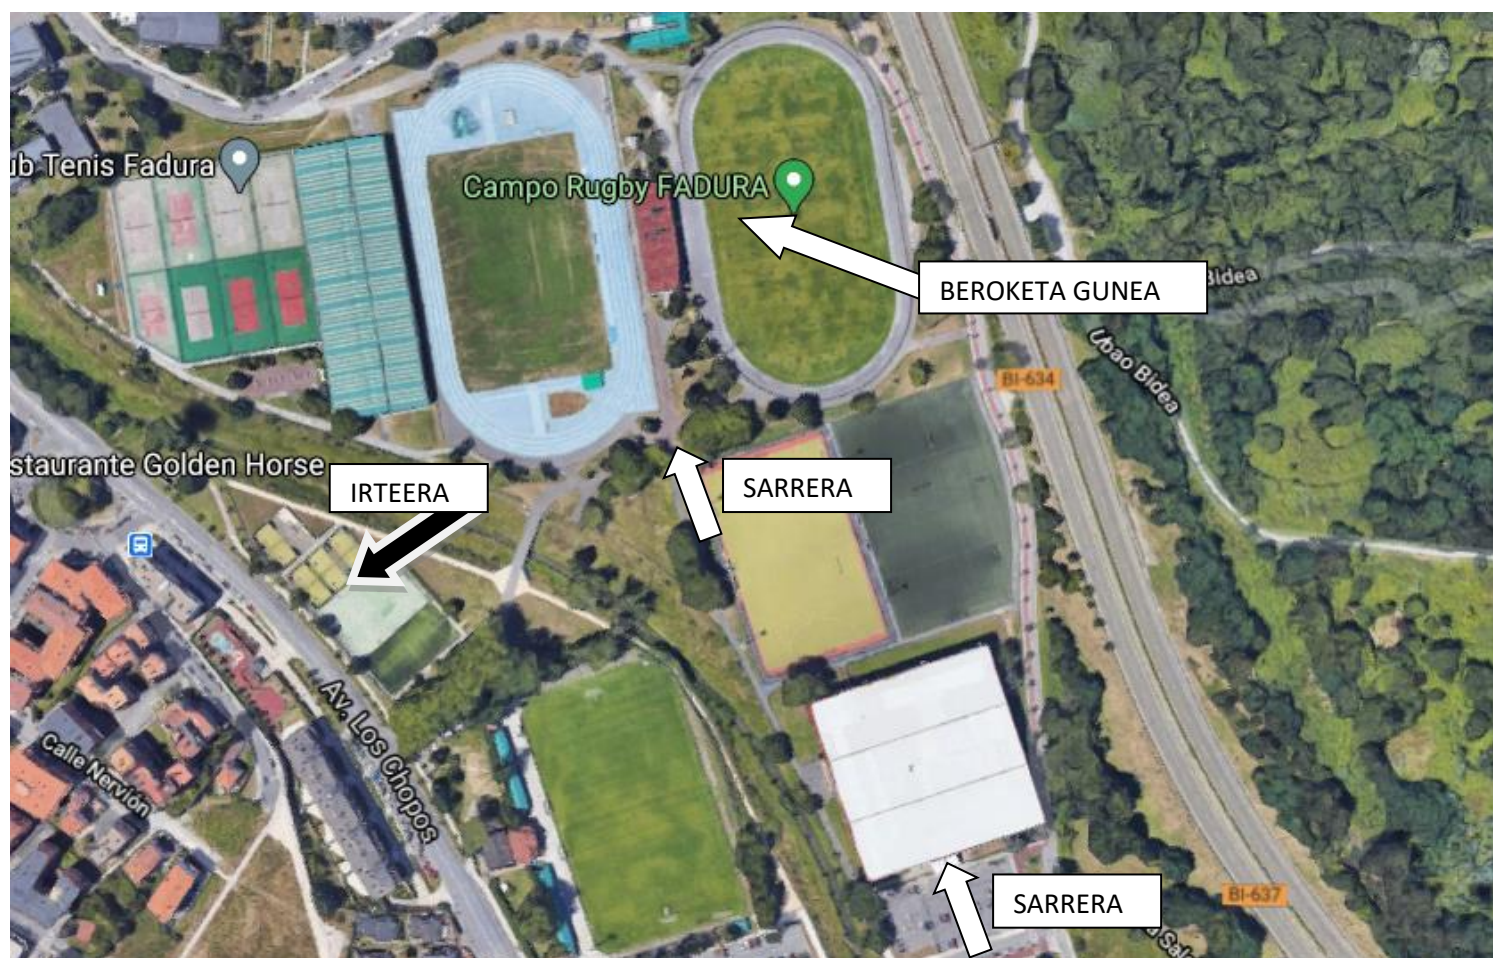 ub Tenis Fadura
Campo Rugby FADURA
BEROKETA GUNEA
Bidea
Ubao Bidea
BI-634
staurante Golden Horse
IRTEERA
SARRERA
Av. Los Chopos
Calle Nervión
SARRERA
BI-637